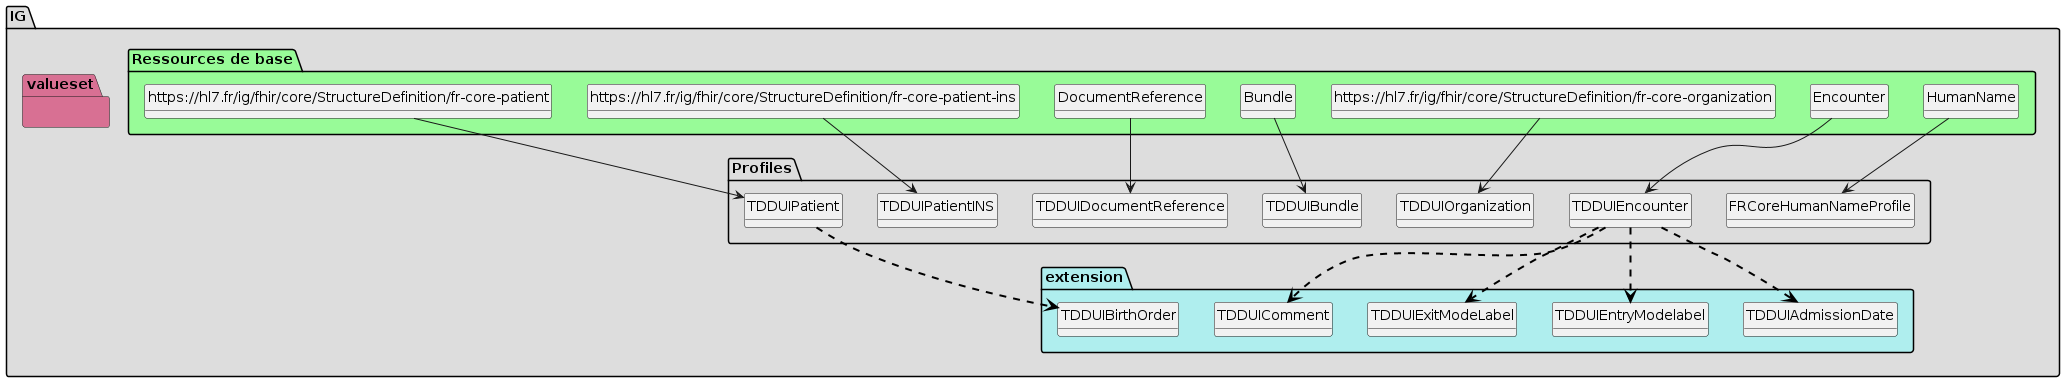 IG
Ressources de base
valueset
https://hl7.fr/ig/fhir/core/StructureDefinition/fr-core-patient
https://hl7.fr/ig/fhir/core/StructureDefinition/fr-core-patient-ins
DocumentReference
Bundle
https://hl7.fr/ig/fhir/core/StructureDefinition/fr-core-organization
Encounter
HumanName
Profiles
TDDUIPatient
TDDUIPatientINS
TDDUIDocumentReference
TDDUIBundle
TDDUIOrganization
TDDUIEncounter
FRCoreHumanNameProfile
extension
TDDUIBirthOrder
TDDUIComment
TDDUIExitModeLabel
TDDUIEntryModelabel
TDDUIAdmissionDate